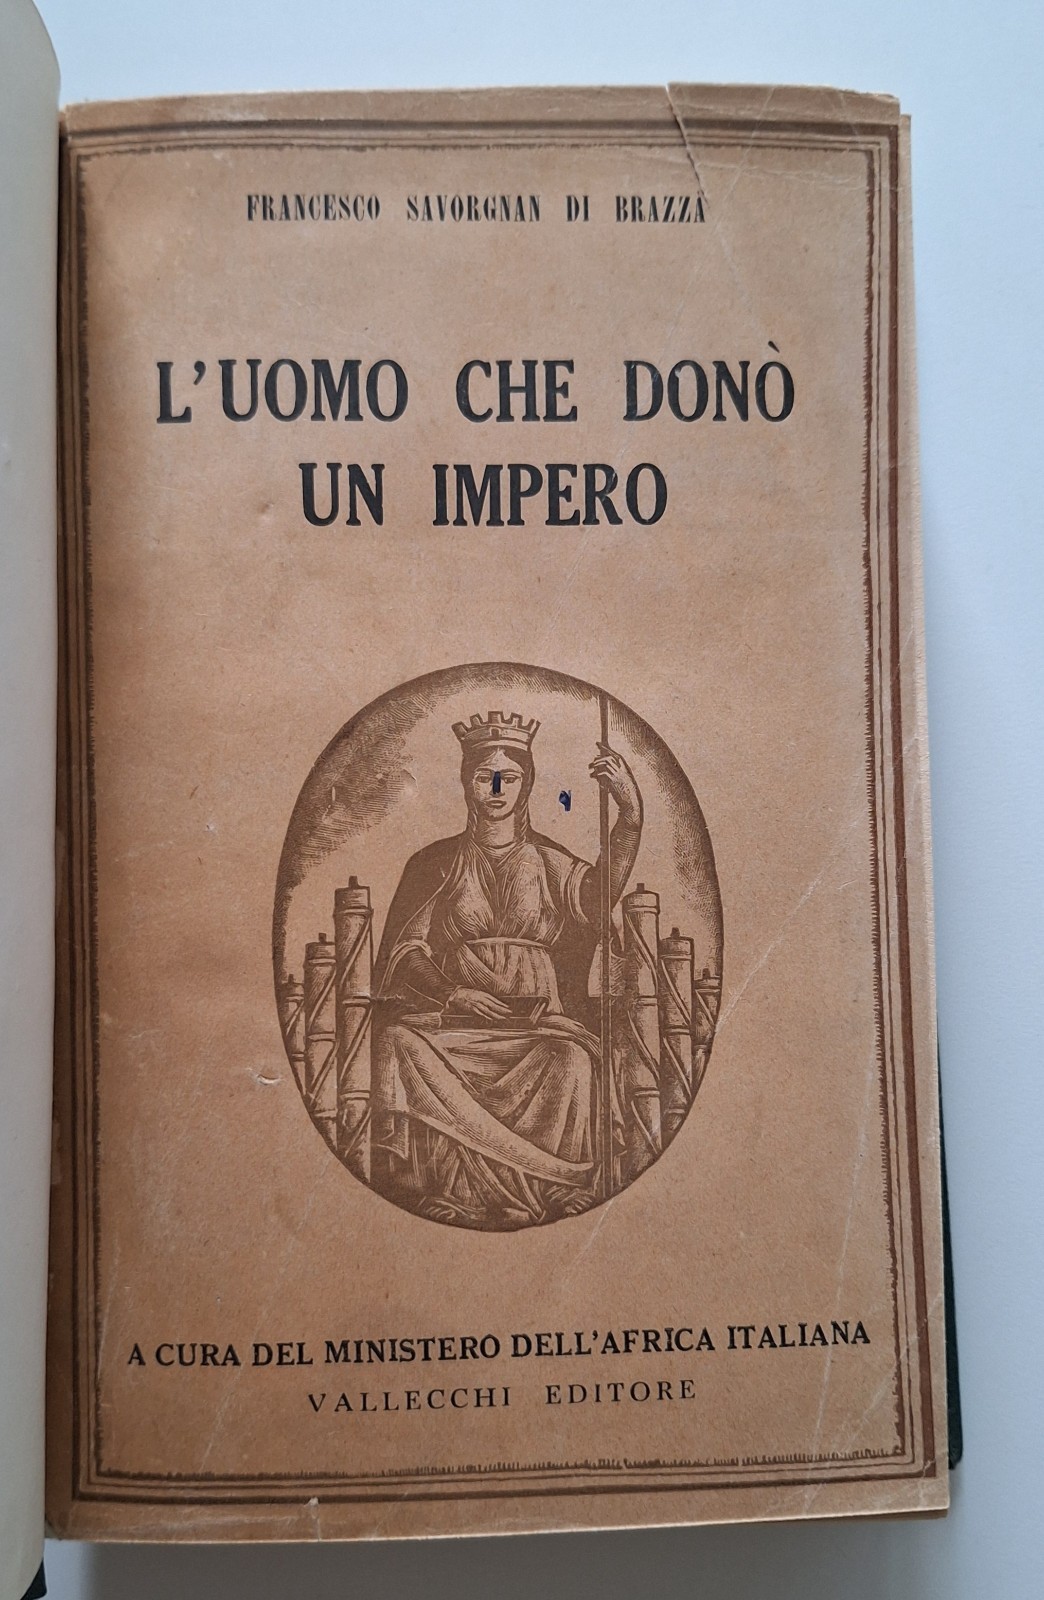 FRANCESCO SAVORGNAN DI BRAZZÀ
L'UOMO CHE DONÒ
UN IMPERO
A CURA DEL MINISTERO DELL'AFRICA ITALIANA
VALLECCHI EDITORE